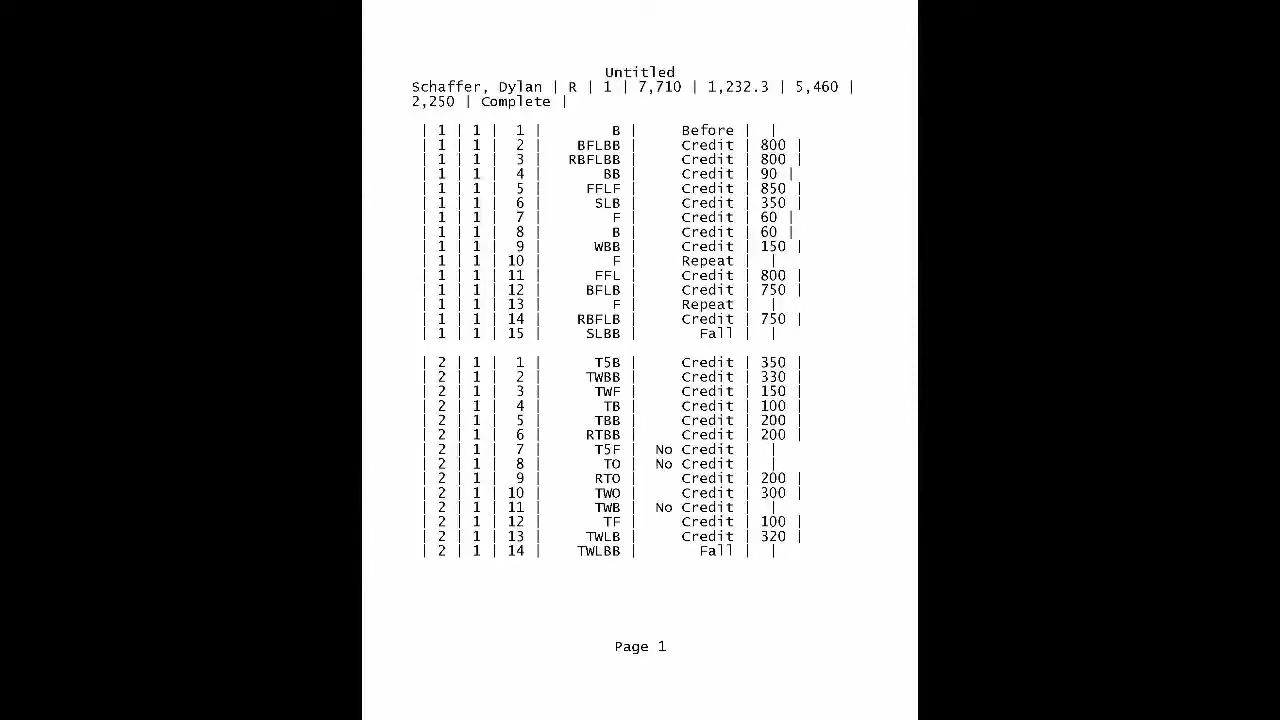 Untitled
Schaffer, Dylan | R | 1 | 7,710 | 1,232.3 | 5,460 |
2,250 | Complete |
| 1 | 1 | 1 | B | Before | |
| 1 | 1 | 2 | BFLBB | Credit | 800 |
| 1 | 1 | 3 | RBFLBB | Credit | 800 |
| 1 | 1 | 4 | BB | Credit | 90 |
| 1 | 1 | 5 | FFLF | Credit | 850 |
| 1 | 1 | 6 | SLB | Credit | 350 |
| 1 | 1 | 7 | F | Credit | 60 |
| 1 | 1 | 8 | B | Credit | 60 |
| 1 | 1 | 9 | WBB | Credit | 150 |
| 1 | 1 | 10 | F | Repeat | |
| 1 | 1 | 11 | FFL | Credit | 800 |
| 1 | 1 | 12 | BFLB | Credit | 750 |
| 1 | 1 | 13 | F | Repeat | |
| 1 | 1 | 14 | RBFLB | Credit | 750 |
| 1 | 1 | 15 | SLBB | Fall | |
| 2 | 1 | 1 | T5B | Credit | 350 |
| 2 | 1 | 2 | TWBB | Credit | 330 |
| 2 | 1 | 3 | TWF | Credit | 150 |
| 2 | 1 | 4 | TB | Credit | 100 |
| 2 | 1 | 5 | TBB | Credit | 200 |
| 2 | 1 | 6 | RTBB | Credit | 200 |
| 2 | 1 | 7 | T5F | No Credit | |
| 2 | 1 | 8 | TO | No Credit | |
| 2 | 1 | 9 | RTO | Credit | 200 |
| 2 | 1 | 10 | TWO | Credit | 300 |
| 2 | 1 | 11 | TWB | No Credit | |
| 2 | 1 | 12 | TF | Credit | 100 |
| 2 | 1 | 13 | TWLB | Credit | 320 |
| 2 | 1 | 14 | TWLBB | Fall | |
Page 1